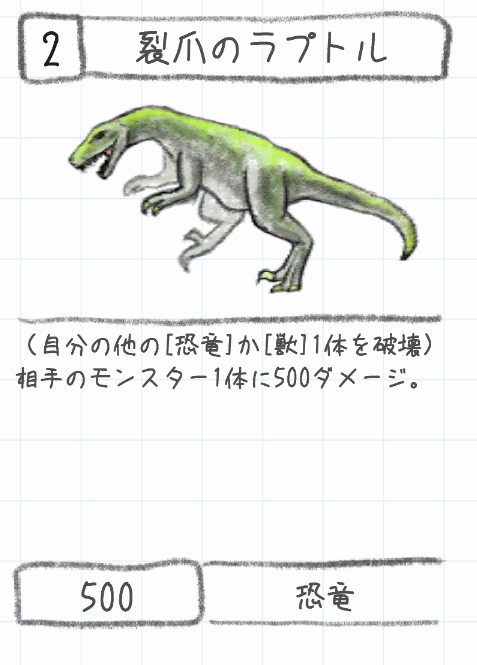 2
裂爪のラプトル
（自分の他の[恐竜]か[獣]1体を破壊）
相手のモンスター1体に500ダメージ。
500
恐竜